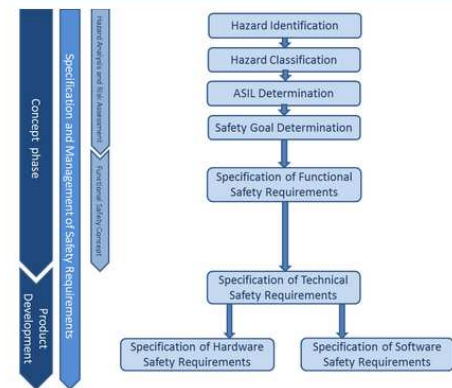 Concept phase
Product
Development
Specification and Management of Safety Requirements
Hazard Analysis and Risk Assessment
Functional Safety Concept
Hazard Identification
Hazard Classification
ASIL Determination
Safety Goal Determination
Specification of Functional
Safety Requirements
Specification of Technical
Safety Requirements
Specification of Hardware
Safety Requirements
Specification of Software
Safety Requirements